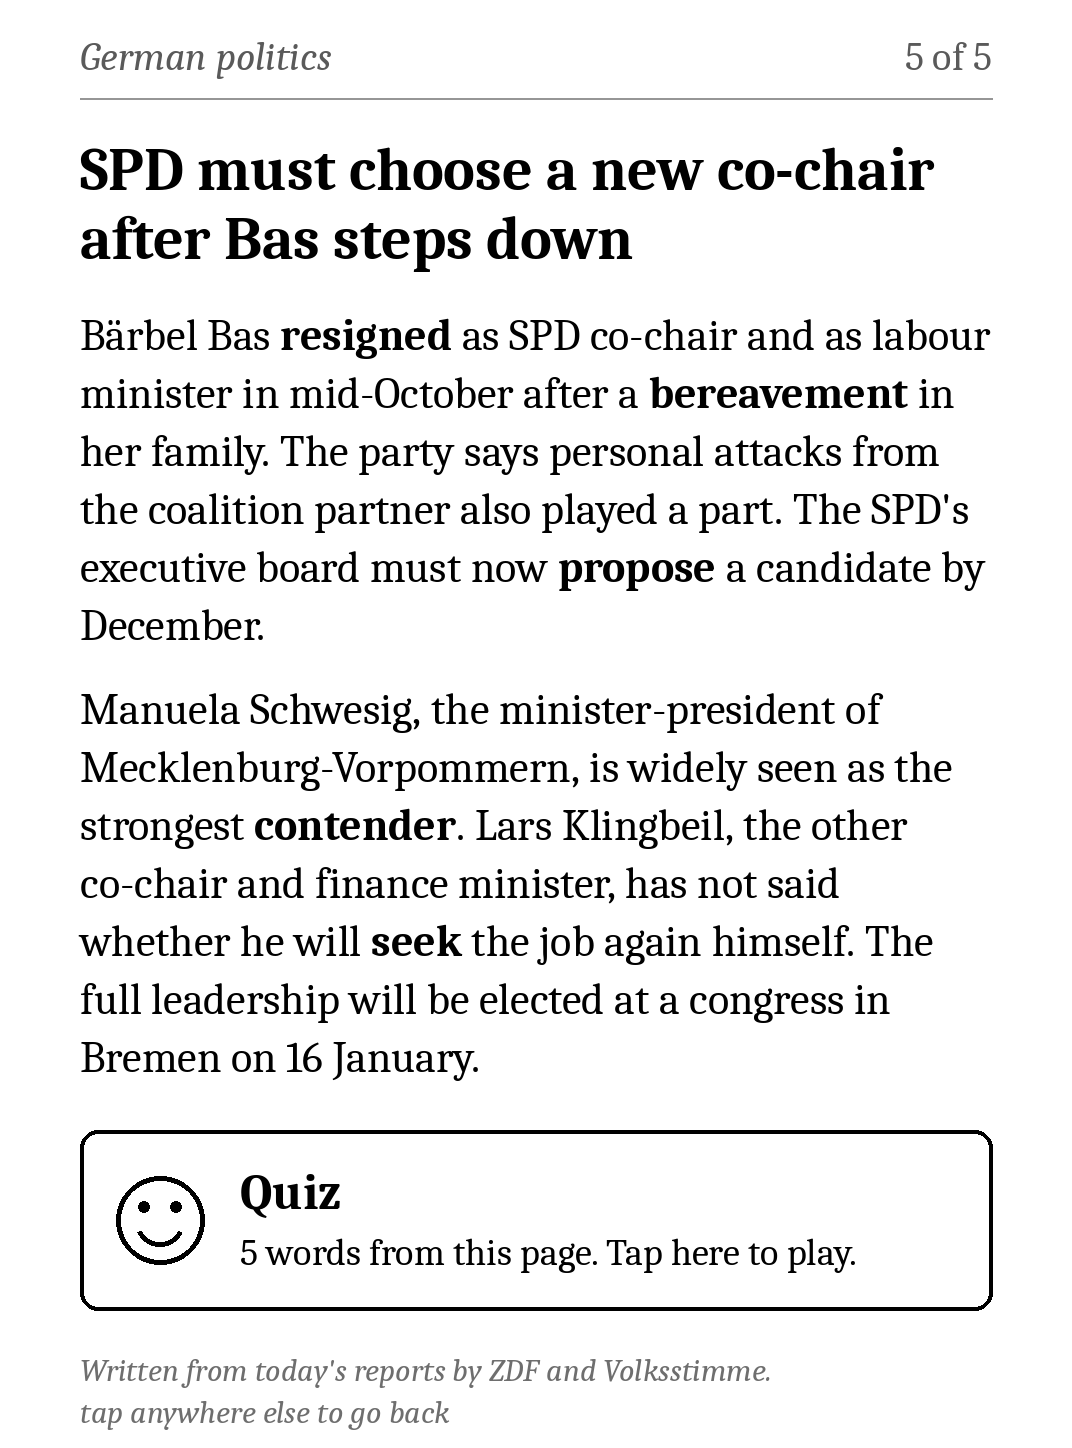 German politics
5 of 5
SPD must choose a new co-chair
after Bas steps down
Bärbel Bas resigned as SPD co-chair and as labour
minister in mid-October after a bereavement in
her family. The party says personal attacks from
the coalition partner also played a part. The SPD's
executive board must now propose a candidate by
December.
Manuela Schwesig, the minister-president of
Mecklenburg-Vorpommern, is widely seen as the
strongest contender. Lars Klingbeil, the other
co-chair and finance minister, has not said
whether he will seek the job again himself. The
full leadership will be elected at a congress in
Bremen on 16 January.
Quiz
5 words from this page. Tap here to play.
Written from today's reports by ZDF and Volksstimme.
tap anywhere else to go back